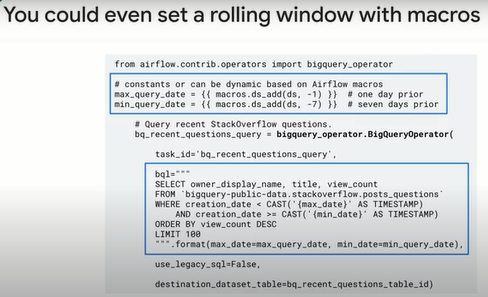 You could even set a rolling window with macros
from airflow.contrib.operators import bigquery_operator
# constants or can be dynamic based on Airflow macros
max_query_date = {{ macros.ds_add(ds, -1) }}  # one day prior
min_query_date = {{ macros.ds_add(ds, -7) }}  # seven days prior
# Query recent StackOverflow questions.
bq_recent_questions_query = bigquery_operator.BigQueryOperator(
task_id='bq_recent_questions_query',
bql="""
SELECT owner_display_name, title, view_count
FROM `bigquery-public-data.stackoverflow.posts_questions`
WHERE creation_date < CAST('{max_date}' AS TIMESTAMP)
AND creation_date >= CAST('{min_date}' AS TIMESTAMP)
ORDER BY view_count DESC
LIMIT 100
""".format(max_date=max_query_date, min_date=min_query_date),
use_legacy_sql=False,
destination_dataset_table=bq_recent_questions_table_id)